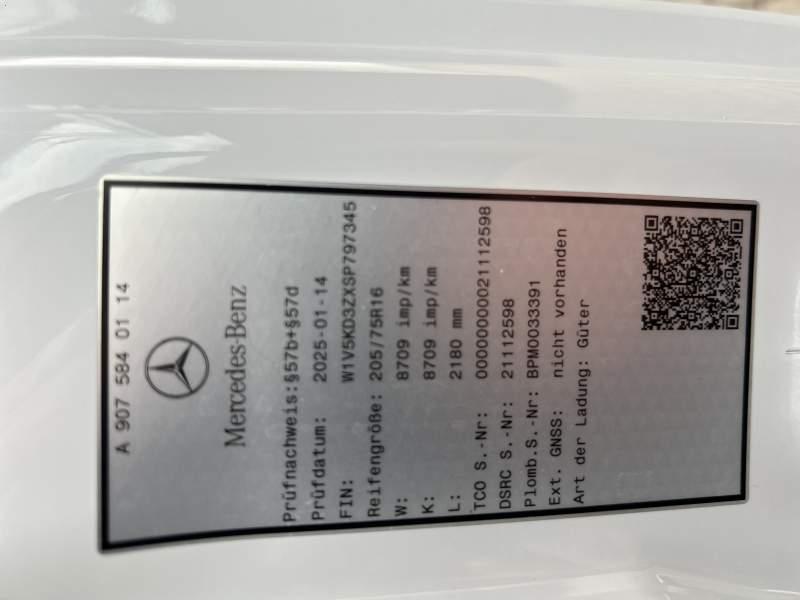 A 907 584 01 14
Mercedes-Benz
Prüfnachweis:§57b+§57d
Prüfdatum: 2025-01-14
FIN: W1V5KD3ZXSP797345
Reifengröße: 205/75R16
W: 8709 imp/km
K: 8709 imp/km
L: 2180 mm
TCO S.-Nr: 00000000021112598
DSRC S.-Nr: 21112598
Plomb.S.-Nr: BPM0033391
Ext. GNSS: nicht vorhanden
Art der Ladung: Güter